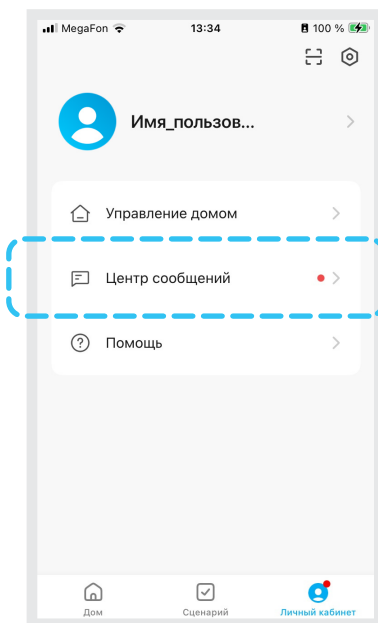 MegaFon 13:34 100 %
Имя_пользов...
Управление домом
Центр сообщений
Помощь
Дом Сценарий Личный кабинет